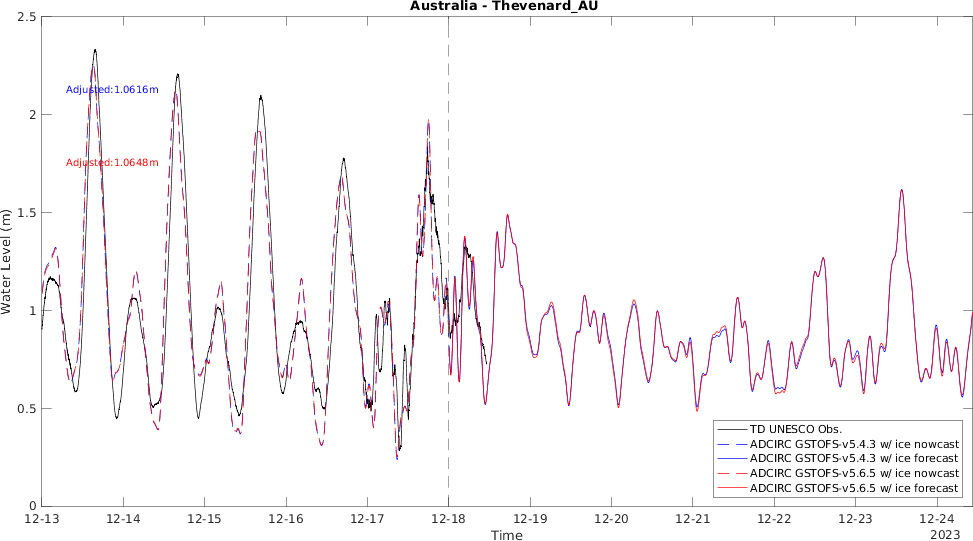 Australia - Thevenard_AU
2.5
2
1.5
1
0.5
0
Water Level (m)
Adjusted:1.0616m
Adjusted:1.0648m
TD UNESCO Obs.
ADCIRC GSTOFS-v5.4.3 w/ ice nowcast
ADCIRC GSTOFS-v5.4.3 w/ ice forecast
ADCIRC GSTOFS-v5.6.5 w/ ice nowcast
ADCIRC GSTOFS-v5.6.5 w/ ice forecast
12-13 12-14 12-15 12-16 12-17 12-18 12-19 12-20 12-21 12-22 12-23 12-24
Time
2023